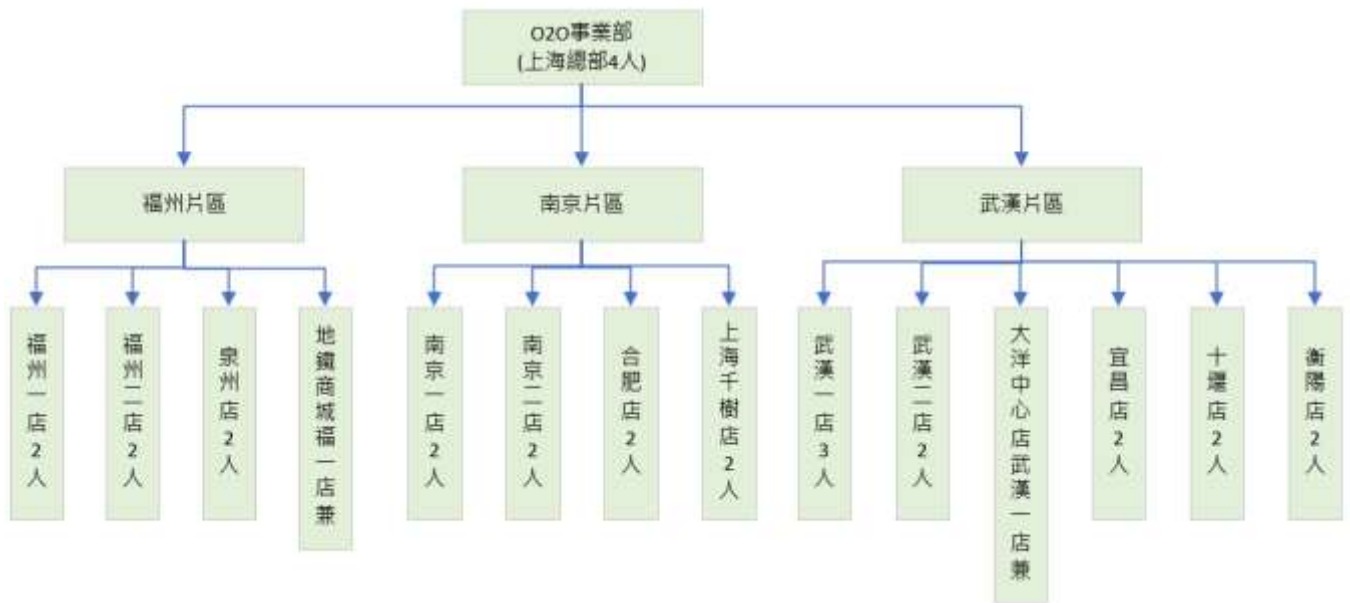 O2O事業部
(上海總部4人)
福州片區
南京片區
武漢片區
福州一店2人
福州二店2人
泉州店2人
地鐵商城福一店兼
南京一店2人
南京二店2人
合肥店2人
上海千樹店2人
武漢一店3人
武漢二店2人
大洋中心店武漢一店兼
宜昌店2人
十堰店2人
衡陽店2人